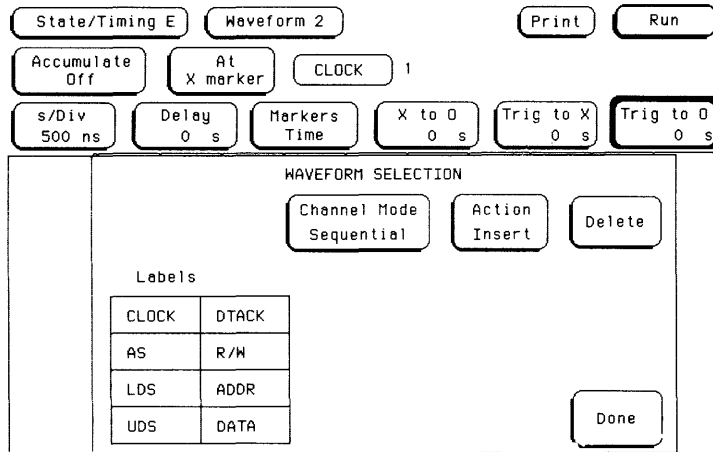 State/Timing E
Waveform 2
Print
Run
Accumulate
Off
At
X marker
CLOCK
1
s/Div
500 ns
Delay
0 s
Markers
Time
X to O
0 s
Trig to X
0 s
Trig to O
0 s
WAVEFORM SELECTION
Channel Mode
Sequential
Action
Insert
Delete
Labels
CLOCK DTACK
AS R/W
LDS ADDR
UDS DATA
Done